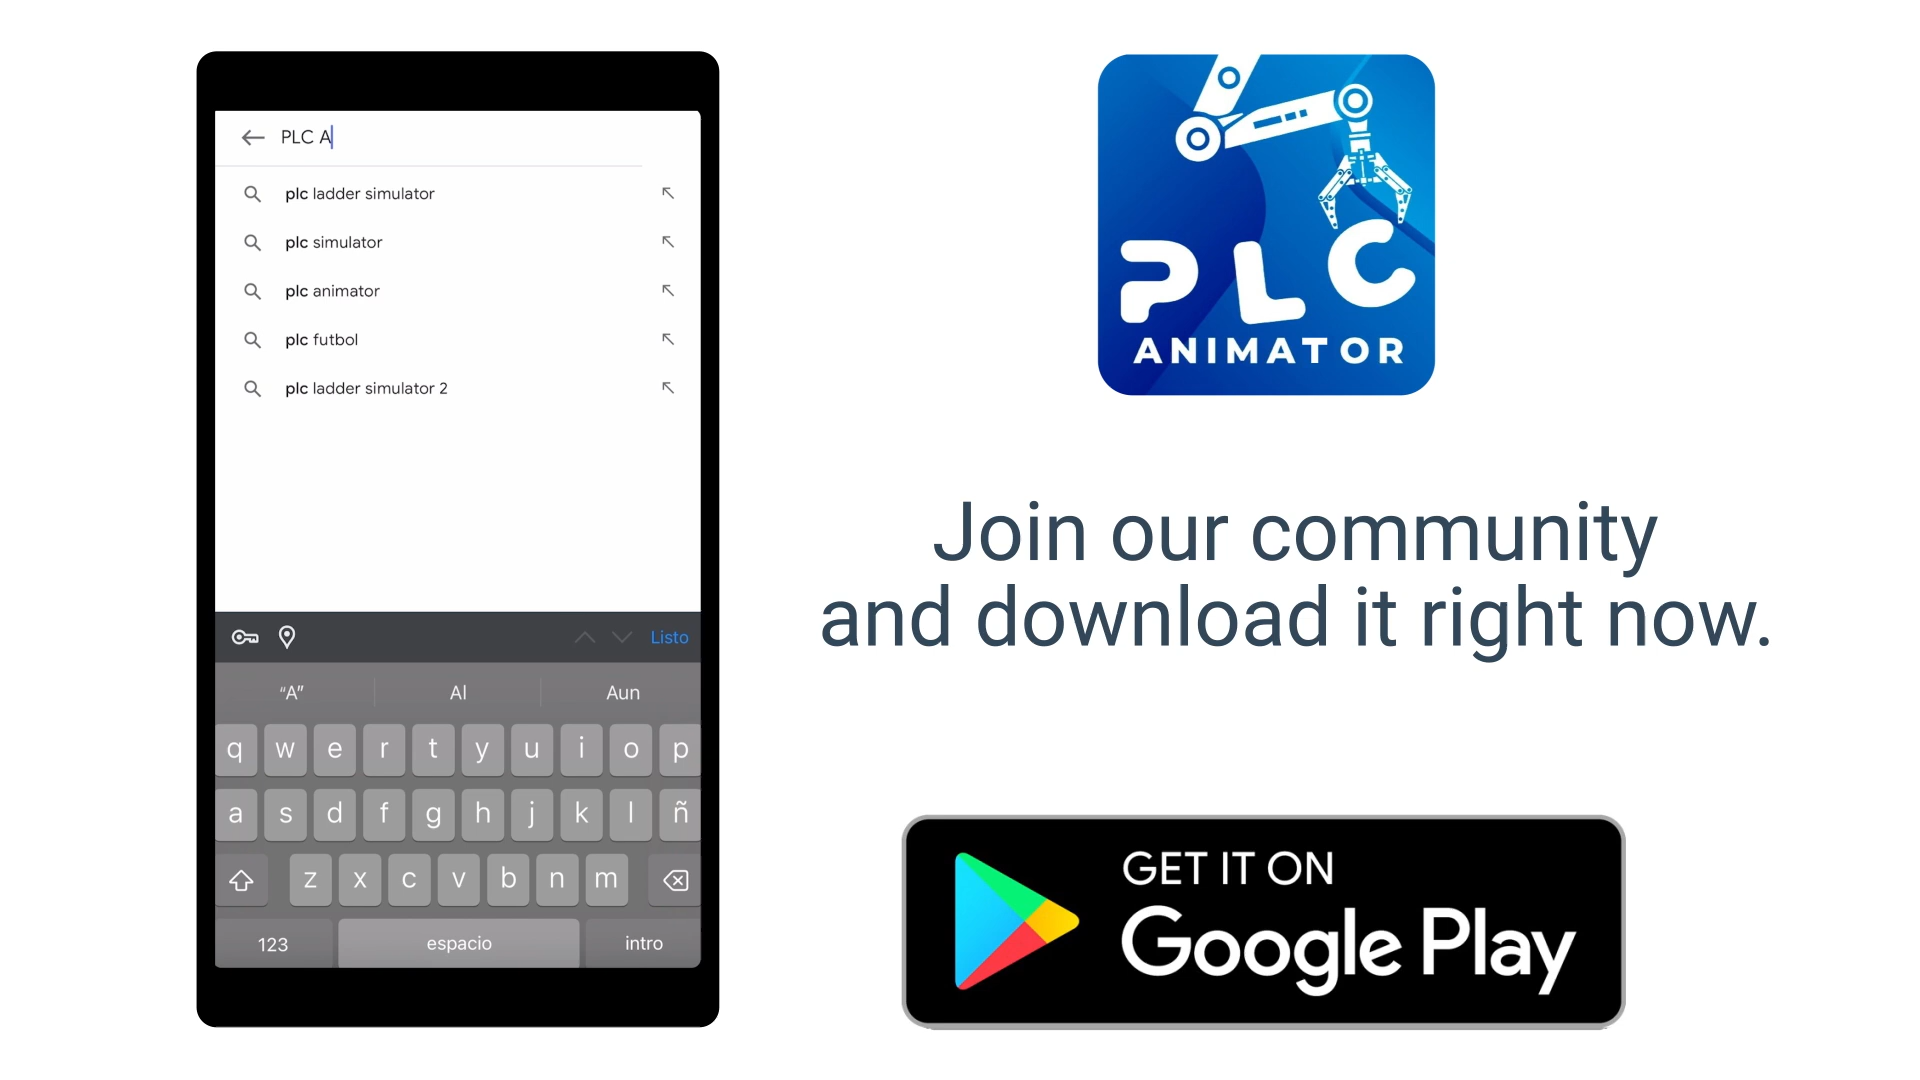 PLC A
plc ladder simulator
plc simulator
plc animator
plc futbol
plc ladder simulator 2
Listo
“A” Al Aun
q w e r t y u i o p
a s d f g h j k l ñ
z x c v b n m
123 espacio intro
PLC
ANIMATOR
Join our community
and download it right now.
GET IT ON
Google Play